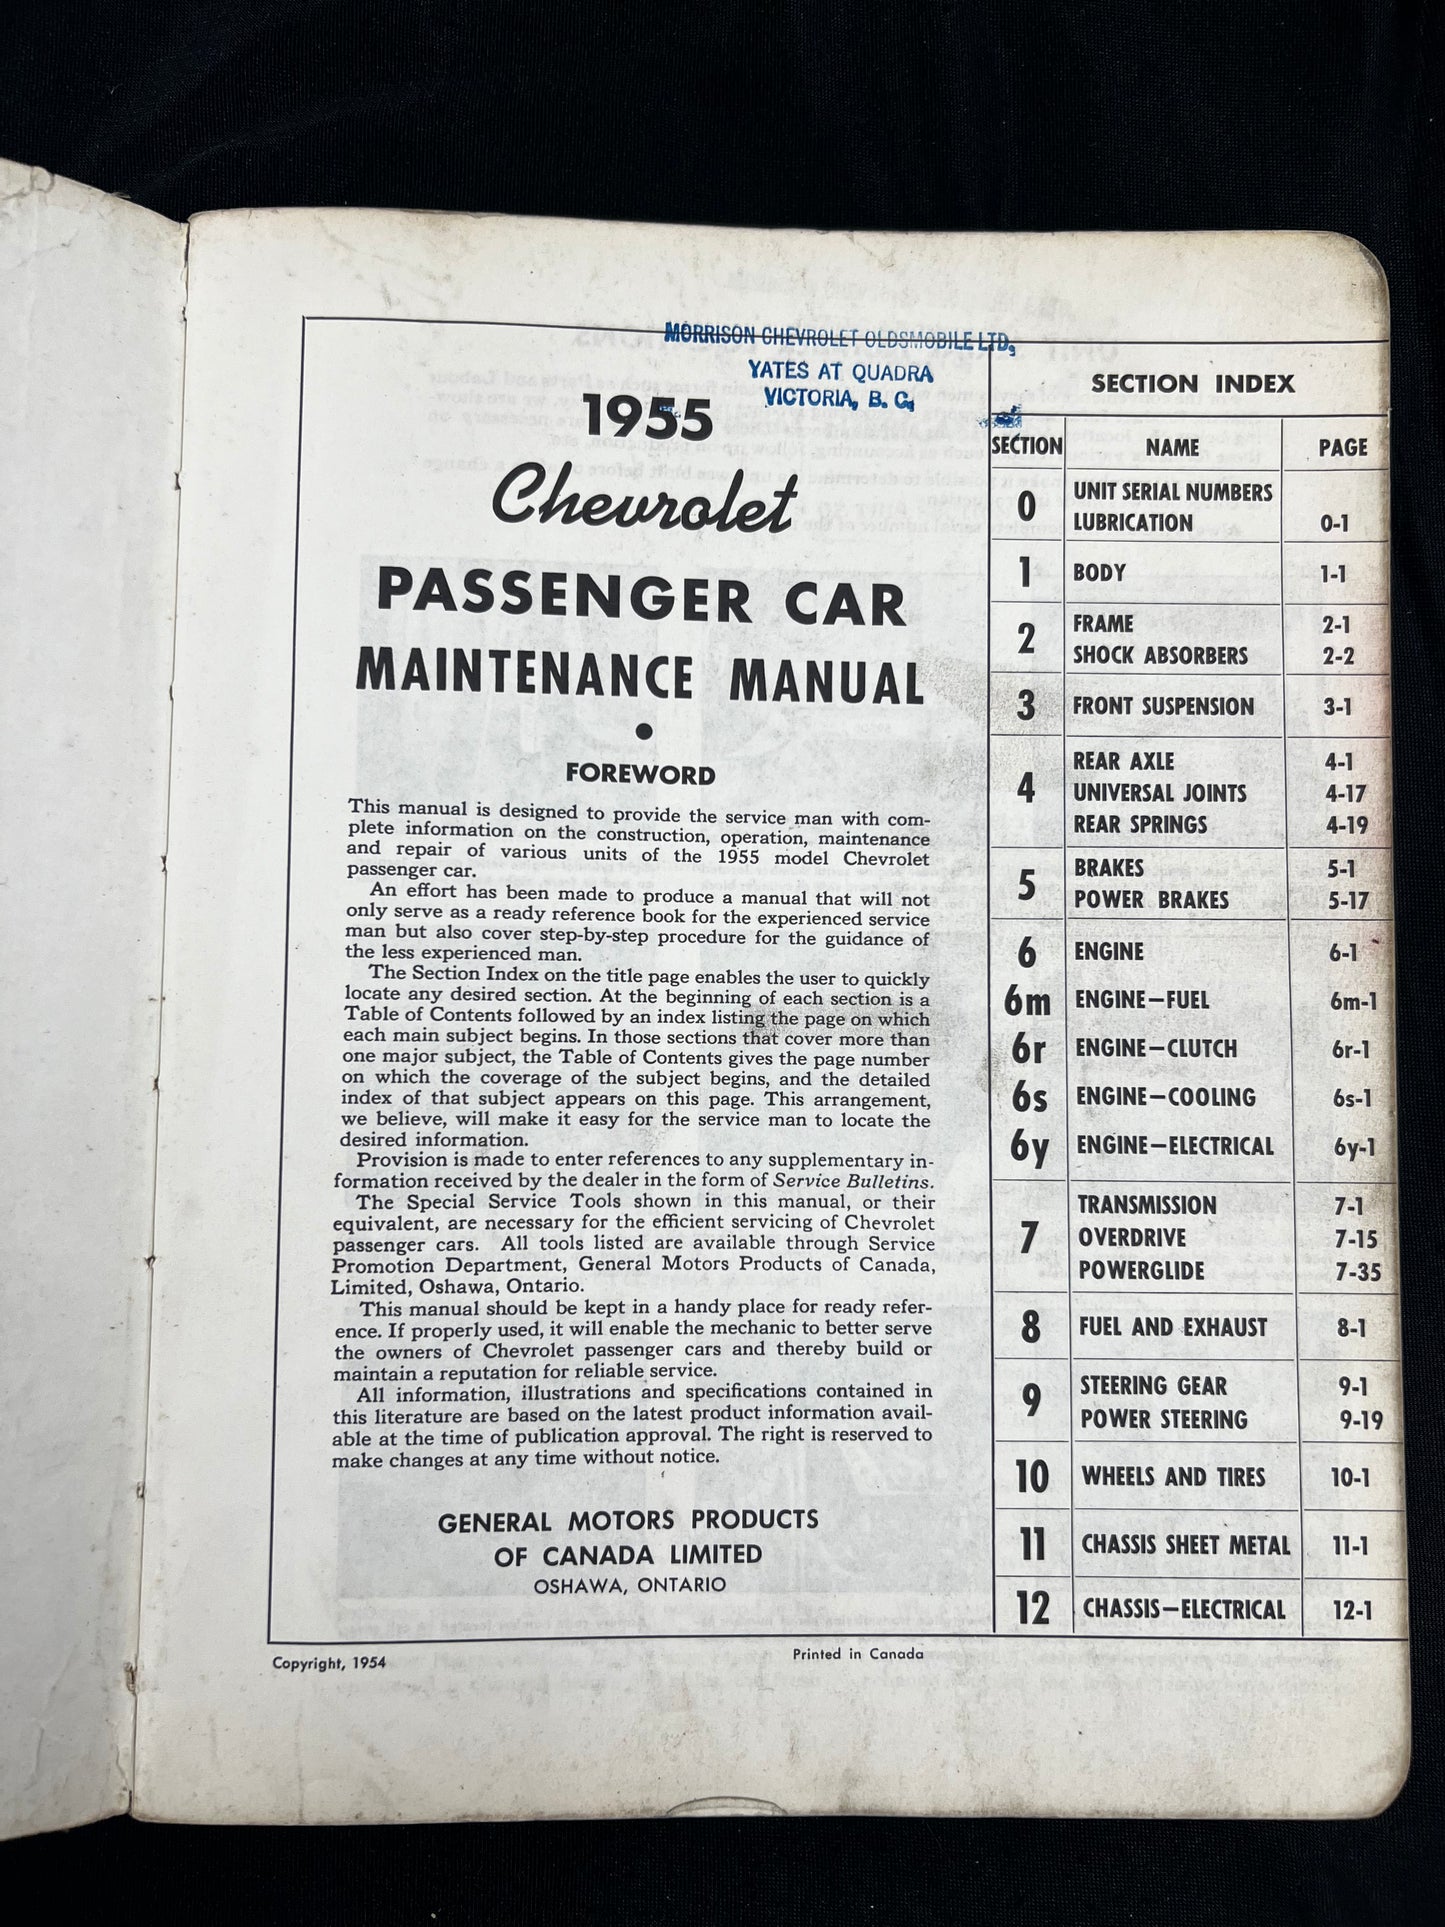 MORRISON CHEVROLET OLDSMOBILE LTD,
YATES AT QUADRA
VICTORIA, B. C.
1955
Chevrolet
PASSENGER CAR
MAINTENANCE MANUAL
•
FOREWORD
This manual is designed to provide the service man with com-
plete information on the construction, operation, maintenance
and repair of various units of the 1955 model Chevrolet
passenger car.
An effort has been made to produce a manual that will not
only serve as a ready reference book for the experienced service
man but also cover step-by-step procedure for the guidance of
the less experienced man.
The Section Index on the title page enables the user to quickly
locate any desired section. At the beginning of each section is a
Table of Contents followed by an index listing the page on which
each main subject begins. In those sections that cover more than
one major subject, the Table of Contents gives the page number
on which the coverage of the subject begins, and the detailed
index of that subject appears on this page. This arrangement,
we believe, will make it easy for the service man to locate the
desired information.
Provision is made to enter references to any supplementary in-
formation received by the dealer in the form of Service Bulletins.
The Special Service Tools shown in this manual, or their
equivalent, are necessary for the efficient servicing of Chevrolet
passenger cars. All tools listed are available through Service
Promotion Department, General Motors Products of Canada,
Limited, Oshawa, Ontario.
This manual should be kept in a handy place for ready refer-
ence. If properly used, it will enable the mechanic to better serve
the owners of Chevrolet passenger cars and thereby build or
maintain a reputation for reliable service.
All information, illustrations and specifications contained in
this literature are based on the latest product information avail-
able at the time of publication approval. The right is reserved to
make changes at any time without notice.
GENERAL MOTORS PRODUCTS
OF CANADA LIMITED
OSHAWA, ONTARIO
Copyright, 1954
Printed in Canada
SECTION INDEX
SECTION NAME PAGE
0 UNIT SERIAL NUMBERS
LUBRICATION 0-1
1 BODY 1-1
2 FRAME 2-1
SHOCK ABSORBERS 2-2
3 FRONT SUSPENSION 3-1
4 REAR AXLE 4-1
UNIVERSAL JOINTS 4-17
REAR SPRINGS 4-19
5 BRAKES 5-1
POWER BRAKES 5-17
6 ENGINE 6-1
6m ENGINE—FUEL 6m-1
6r ENGINE—CLUTCH 6r-1
6s ENGINE—COOLING 6s-1
6y ENGINE—ELECTRICAL 6y-1
7 TRANSMISSION 7-1
OVERDRIVE 7-15
POWERGLIDE 7-35
8 FUEL AND EXHAUST 8-1
9 STEERING GEAR 9-1
POWER STEERING 9-19
10 WHEELS AND TIRES 10-1
11 CHASSIS SHEET METAL 11-1
12 CHASSIS—ELECTRICAL 12-1